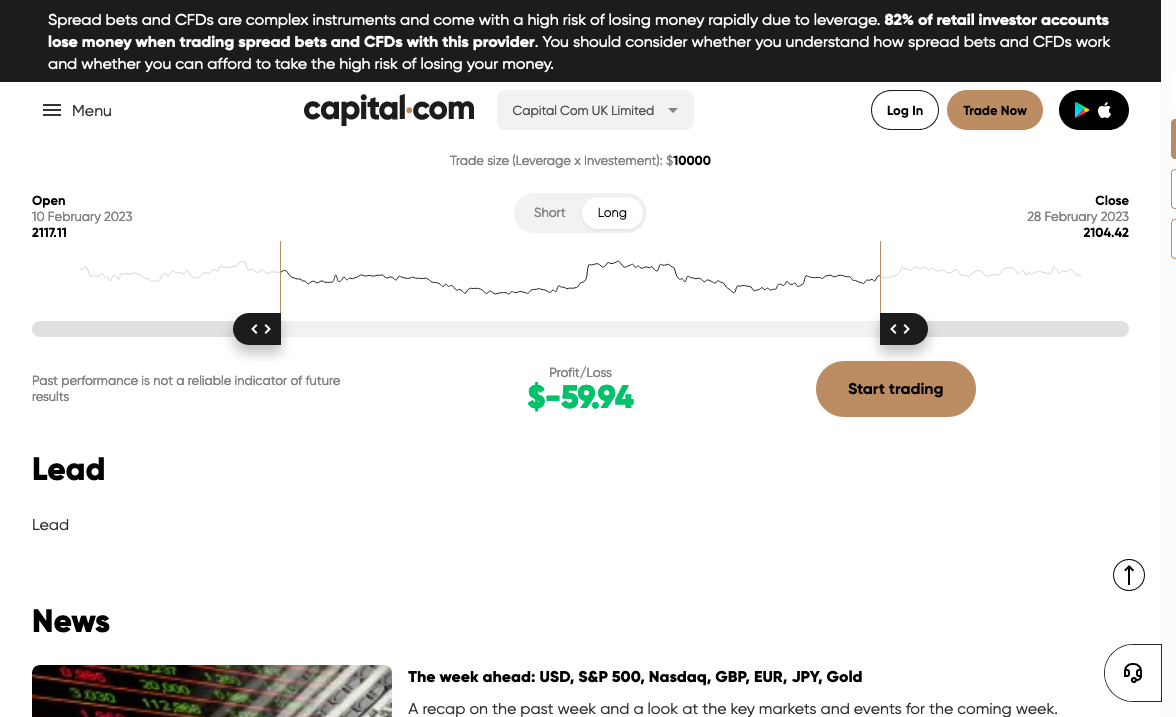 Spread bets and CFDs are complex instruments and come with a high risk of losing money rapidly due to leverage. 82% of retail investor accounts
lose money when trading spread bets and CFDs with this provider. You should consider whether you understand how spread bets and CFDs work
and whether you can afford to take the high risk of losing your money.
Menu
capital.com
Capital Com UK Limited
Log In
Trade Now
Trade size (Leverage x Investement): $10000
Open
10 February 2023
2117.11
Short
Long
Close
28 February 2023
2104.42
Past performance is not a reliable indicator of future
results
Profit/Loss
$-59.94
Start trading
Lead
Lead
News
3,030
20,000
The week ahead: USD, S&P 500, Nasdaq, GBP, EUR, JPY, Gold
A recap on the past week and a look at the key markets and events for the coming week.